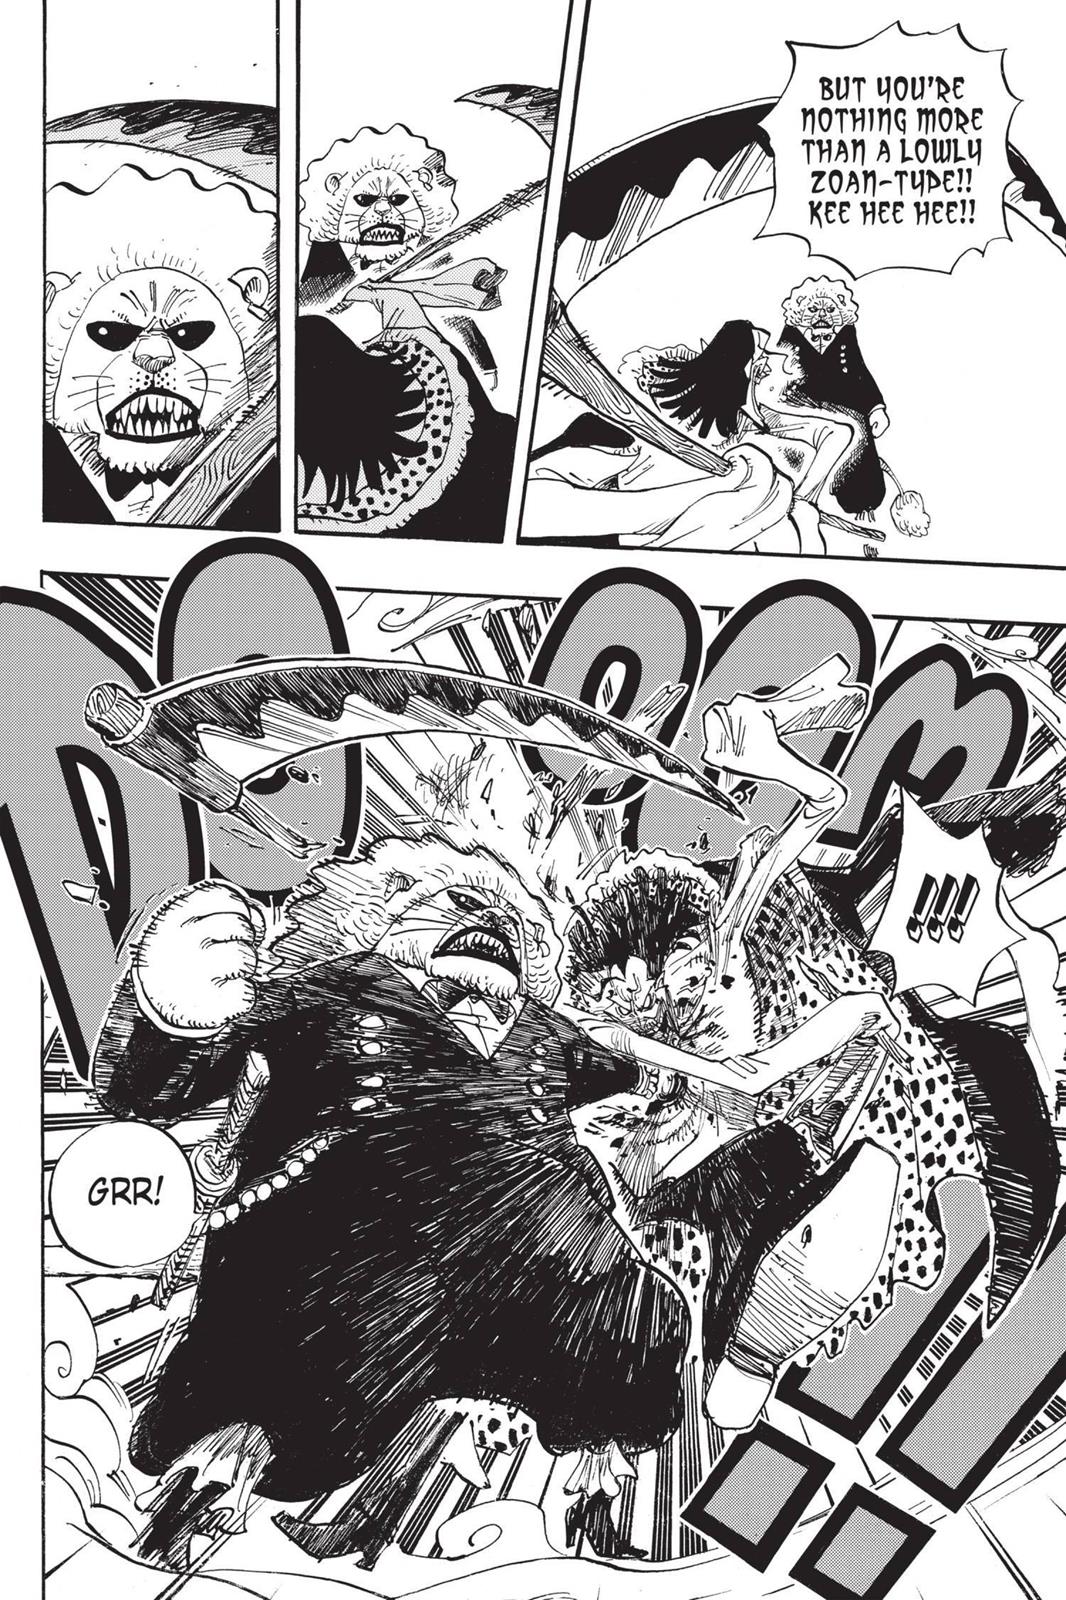 BUT YOU'RE
NOTHING MORE
THAN A LOWLY
ZOAN-TYPE!!
KEE HEE HEE!!
DOOOM!!
!!!
GRR!